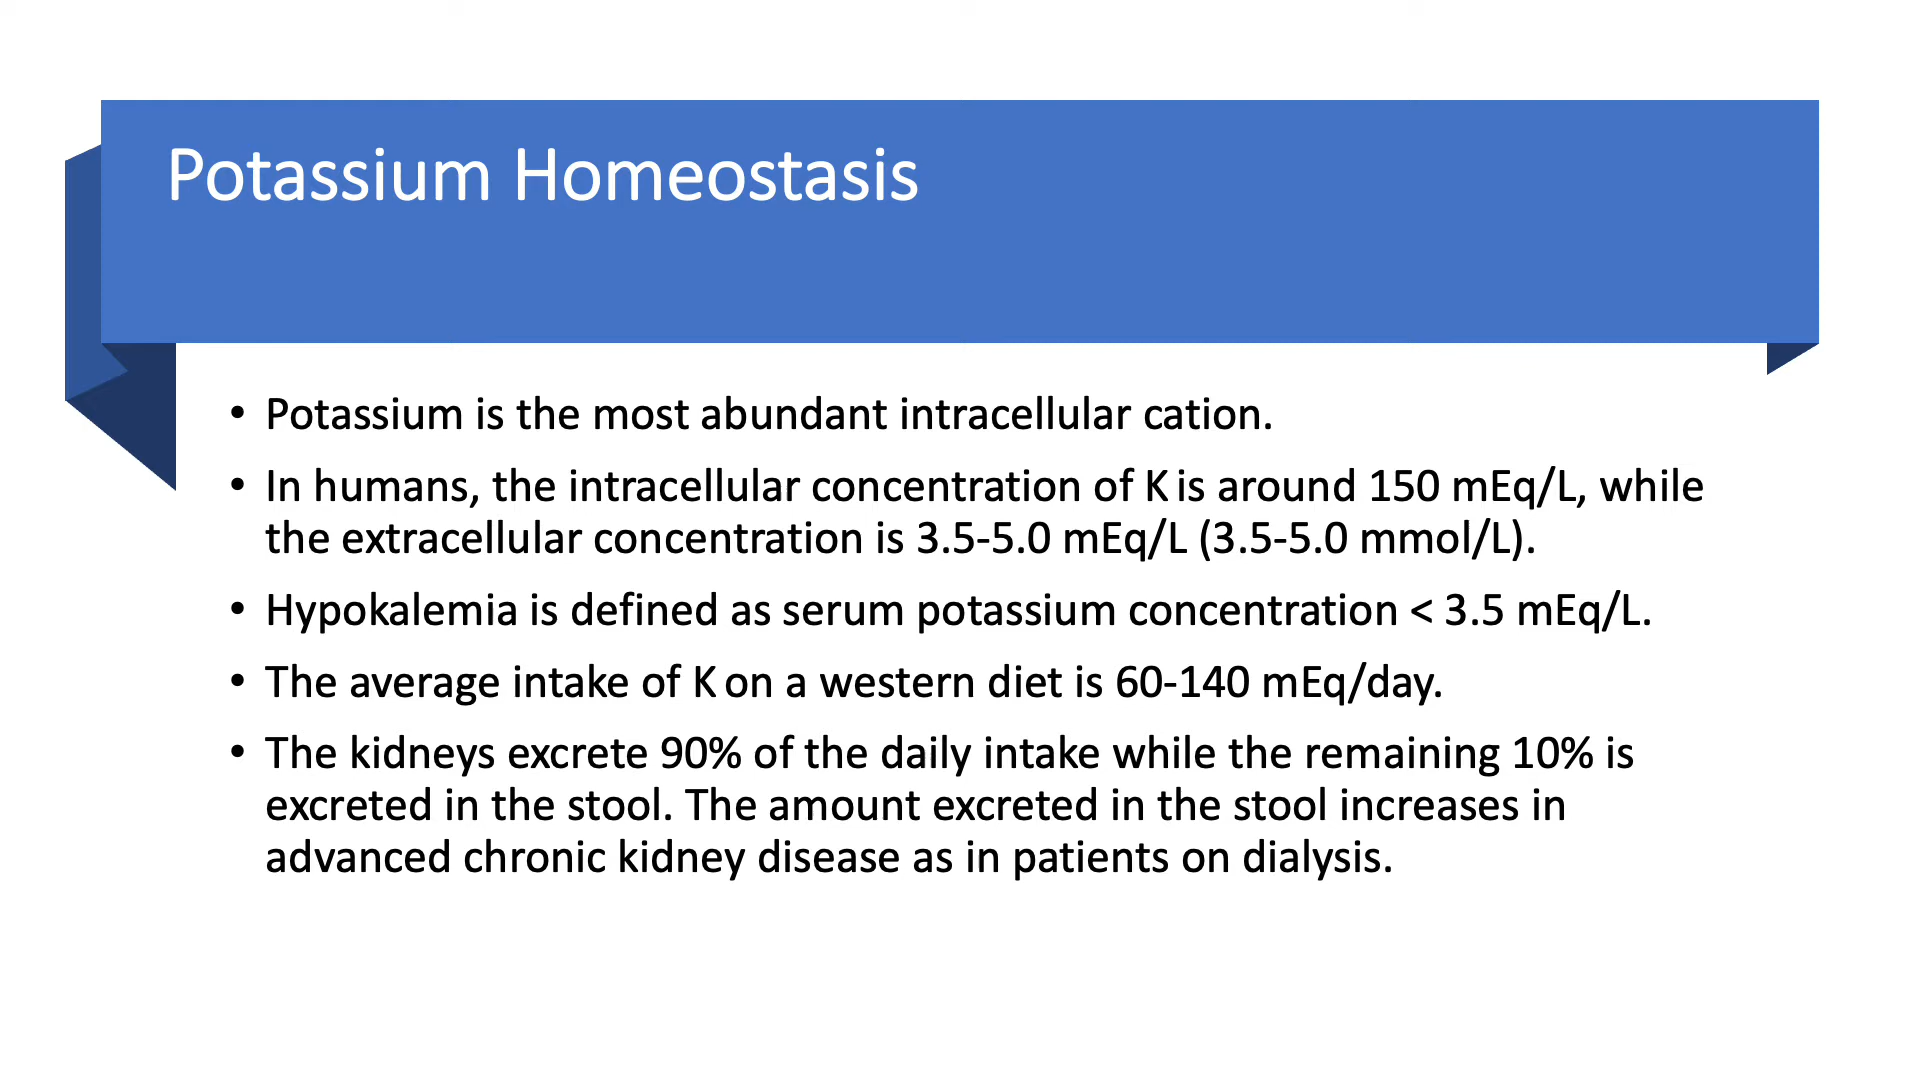 Potassium Homeostasis
• Potassium is the most abundant intracellular cation.
• In humans, the intracellular concentration of K is around 150 mEq/L, while
the extracellular concentration is 3.5-5.0 mEq/L (3.5-5.0 mmol/L).
• Hypokalemia is defined as serum potassium concentration < 3.5 mEq/L.
• The average intake of K on a western diet is 60-140 mEq/day.
• The kidneys excrete 90% of the daily intake while the remaining 10% is
excreted in the stool. The amount excreted in the stool increases in
advanced chronic kidney disease as in patients on dialysis.